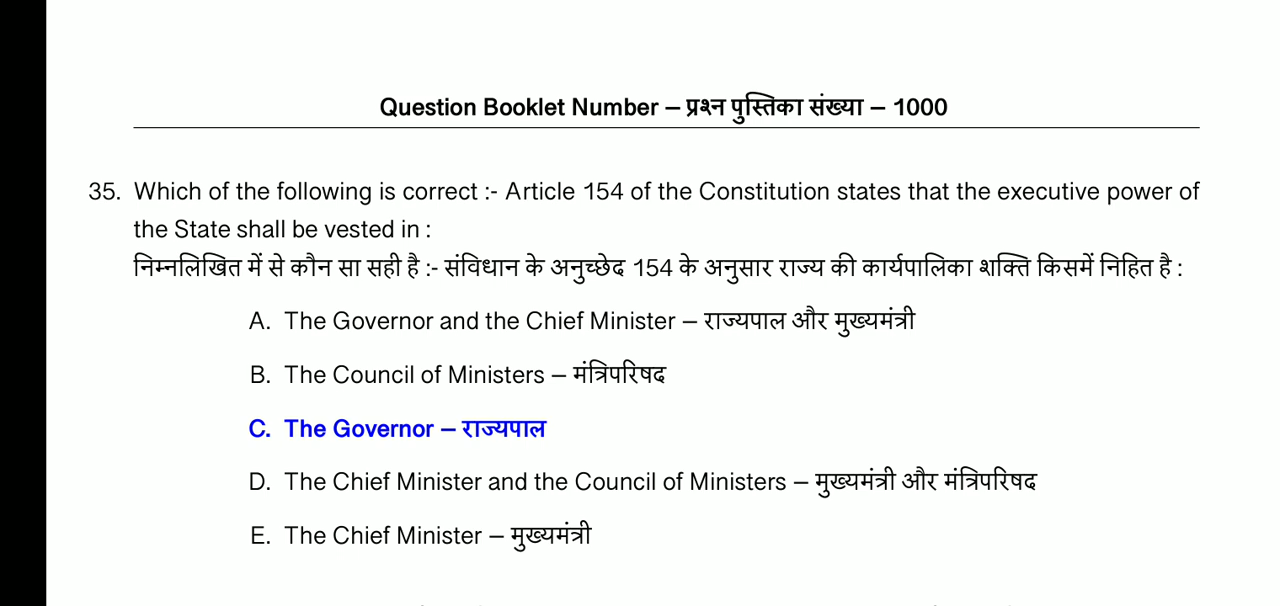 Question Booklet Number – प्रश्न पुस्तिका संख्या – 1000
35. Which of the following is correct :- Article 154 of the Constitution states that the executive power of
the State shall be vested in :
निम्नलिखित में से कौन सा सही है :- संविधान के अनुच्छेद 154 के अनुसार राज्य की कार्यपालिका शक्ति किसमें निहित है :
A. The Governor and the Chief Minister – राज्यपाल और मुख्यमंत्री
B. The Council of Ministers – मंत्रिपरिषद
C. The Governor – राज्यपाल
D. The Chief Minister and the Council of Ministers – मुख्यमंत्री और मंत्रिपरिषद
E. The Chief Minister – मुख्यमंत्री